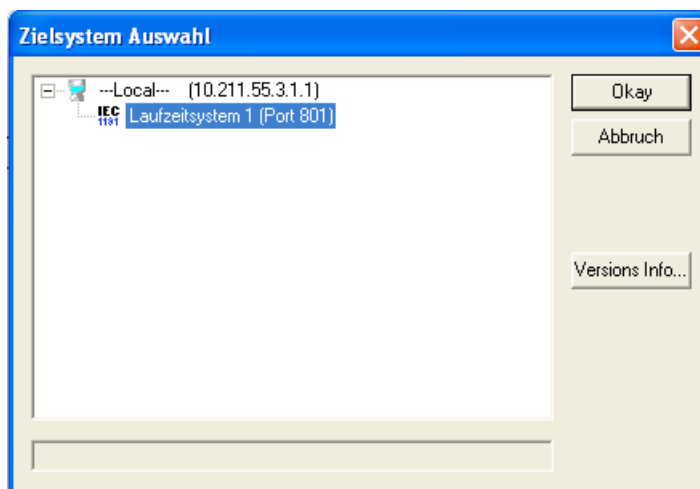 Zielsystem Auswahl
---Local--- (10.211.55.3.1.1)
IEC
1131
Laufzeitsystem 1 (Port 801)
Okay
Abbruch
Versions Info...